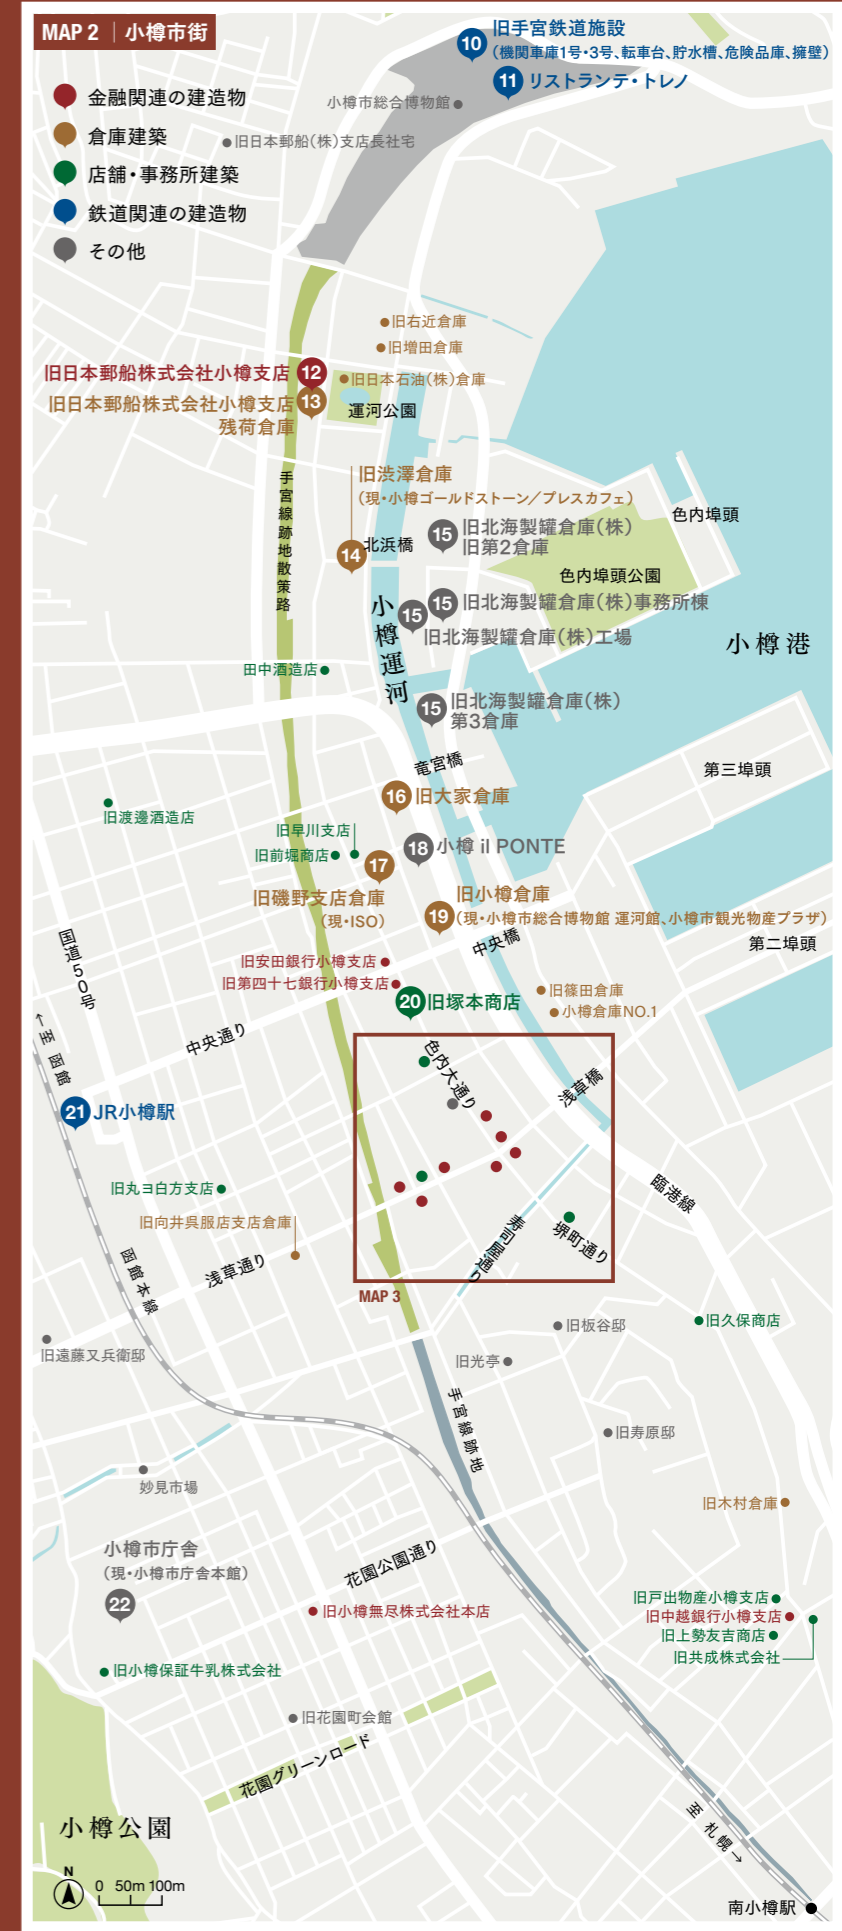 MAP 2 | 小樽市街
金融関連の建造物
倉庫建築
店舗・事務所建築
鉄道関連の建造物
その他
10 旧手宮鉄道施設
(機関車庫1号・3号、転車台、貯水槽、危険品庫、擁壁)
11 リストランテ・トレノ
小樽市総合博物館
旧日本郵船(株)支店長社宅
旧右近倉庫
旧増田倉庫
旧日本郵船株式会社小樽支店 12
旧日本石油(株)倉庫
旧日本郵船株式会社小樽支店 13
残荷倉庫
運河公園
手宮線跡地散策路
旧渋澤倉庫
(現・小樽ゴールドストーン/プレスカフェ)
14
北浜橋
15 旧北海製罐倉庫(株)
旧第2倉庫
色内埠頭
色内埠頭公園
小樽運河
15 旧北海製罐倉庫(株)事務所棟
15
旧北海製罐倉庫(株)工場
小樽港
田中酒造店
15 旧北海製罐倉庫(株)
第3倉庫
竜宮橋
第三埠頭
16 旧大家倉庫
旧渡邊酒造店
旧早川支店
旧前堀商店
18 小樽 il PONTE
17
旧磯野支店倉庫
(現・ISO)
旧小樽倉庫
19 (現・小樽市総合博物館 運河館、小樽市観光物産プラザ)
中央橋
第二埠頭
国道50号
旧安田銀行小樽支店
旧第四十七銀行小樽支店
20 旧塚本商店
旧篠田倉庫
小樽倉庫NO.1
←至 函館
中央通り
色内大通り
浅草橋
21 JR小樽駅
旧丸ヨ白方支店
臨港線
旧向井呉服店支店倉庫
寿司屋通り
堺町通り
函館本線
浅草通り
MAP 3
旧遠藤又兵衛邸
旧板谷邸
旧久保商店
旧光亭
手宮線跡地
旧寿原邸
妙見市場
旧木村倉庫
小樽市庁舎
(現・小樽市庁舎本館)
22
花園公園通り
旧小樽無尽株式会社本店
旧戸出物産小樽支店
旧中越銀行小樽支店
旧上勢友吉商店
旧共成株式会社
旧小樽保証牛乳株式会社
旧花園町会館
花園グリーンロード
小樽公園
至 札幌→
N
0 50m 100m
南小樽駅